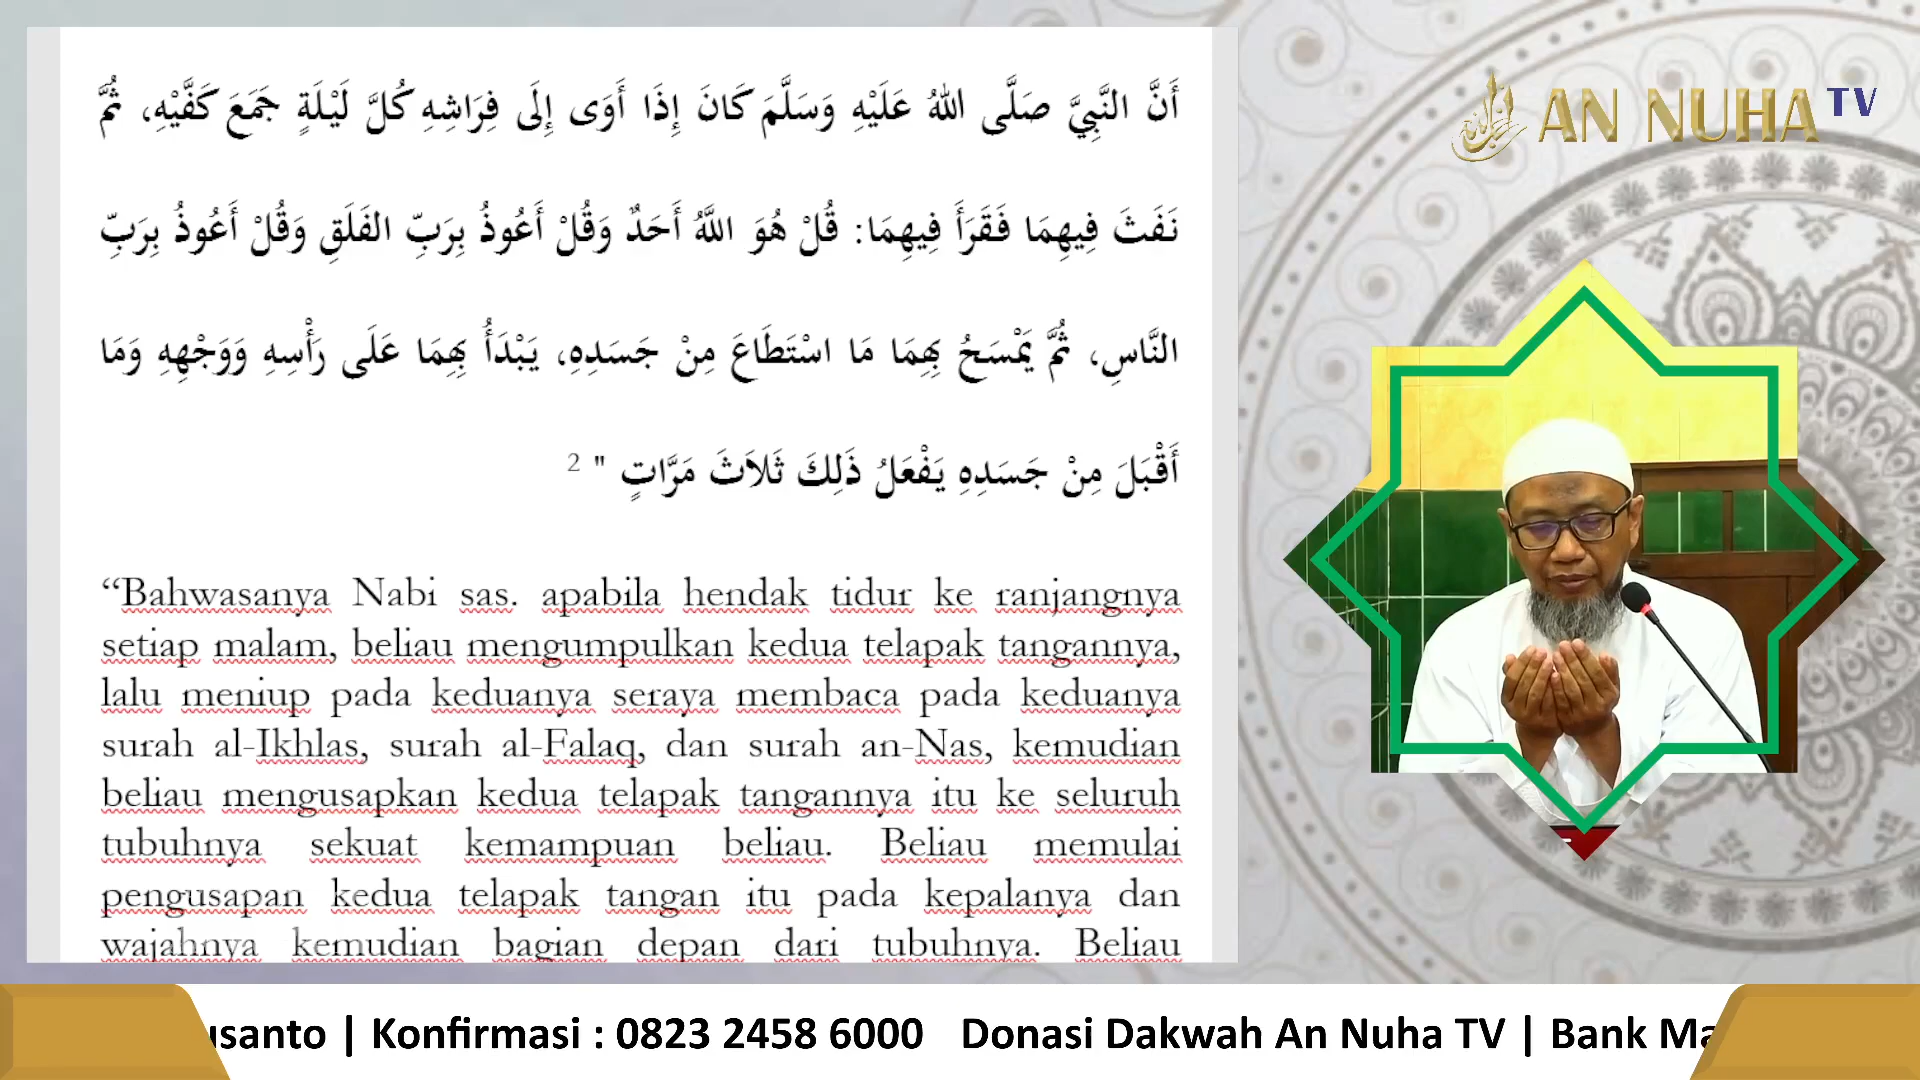 أَنَّ النَّبِيَّ صَلَّى اللهُ عَلَيْهِ وَسَلَّمَ كَانَ إِذَا أَوَى إِلَى فِرَاشِهِ كُلَّ لَيْلَةٍ جَمَعَ كَفَّيْهِ، ثُمَّ
نَفَثَ فِيهِمَا فَقَرَأَ فِيهِمَا: قُلْ هُوَ اللَّهُ أَحَدٌ وَقُلْ أَعُوذُ بِرَبِّ الفَلَقِ وَقُلْ أَعُوذُ بِرَبِّ
النَّاسِ، ثُمَّ يَمْسَحُ بِهِمَا مَا اسْتَطَاعَ مِنْ جَسَدِهِ، يَبْدَأُ بِهِمَا عَلَى رَأْسِهِ وَوَجْهِهِ وَمَا
أَقْبَلَ مِنْ جَسَدِهِ يَفْعَلُ ذَلِكَ ثَلاَثَ مَرَّاتٍ " 2
“Bahwasanya Nabi sas. apabila hendak tidur ke ranjangnya
setiap malam, beliau mengumpulkan kedua telapak tangannya,
lalu meniup pada keduanya seraya membaca pada keduanya
surah al-Ikhlas, surah al-Falaq, dan surah an-Nas, kemudian
beliau mengusapkan kedua telapak tangannya itu ke seluruh
tubuhnya sekuat kemampuan beliau. Beliau memulai
pengusapan kedua telapak tangan itu pada kepalanya dan
wajahnya kemudian bagian depan dari tubuhnya. Beliau
AN NUHA TV
usanto | Konfirmasi : 0823 2458 6000 Donasi Dakwah An Nuha TV | Bank Ma